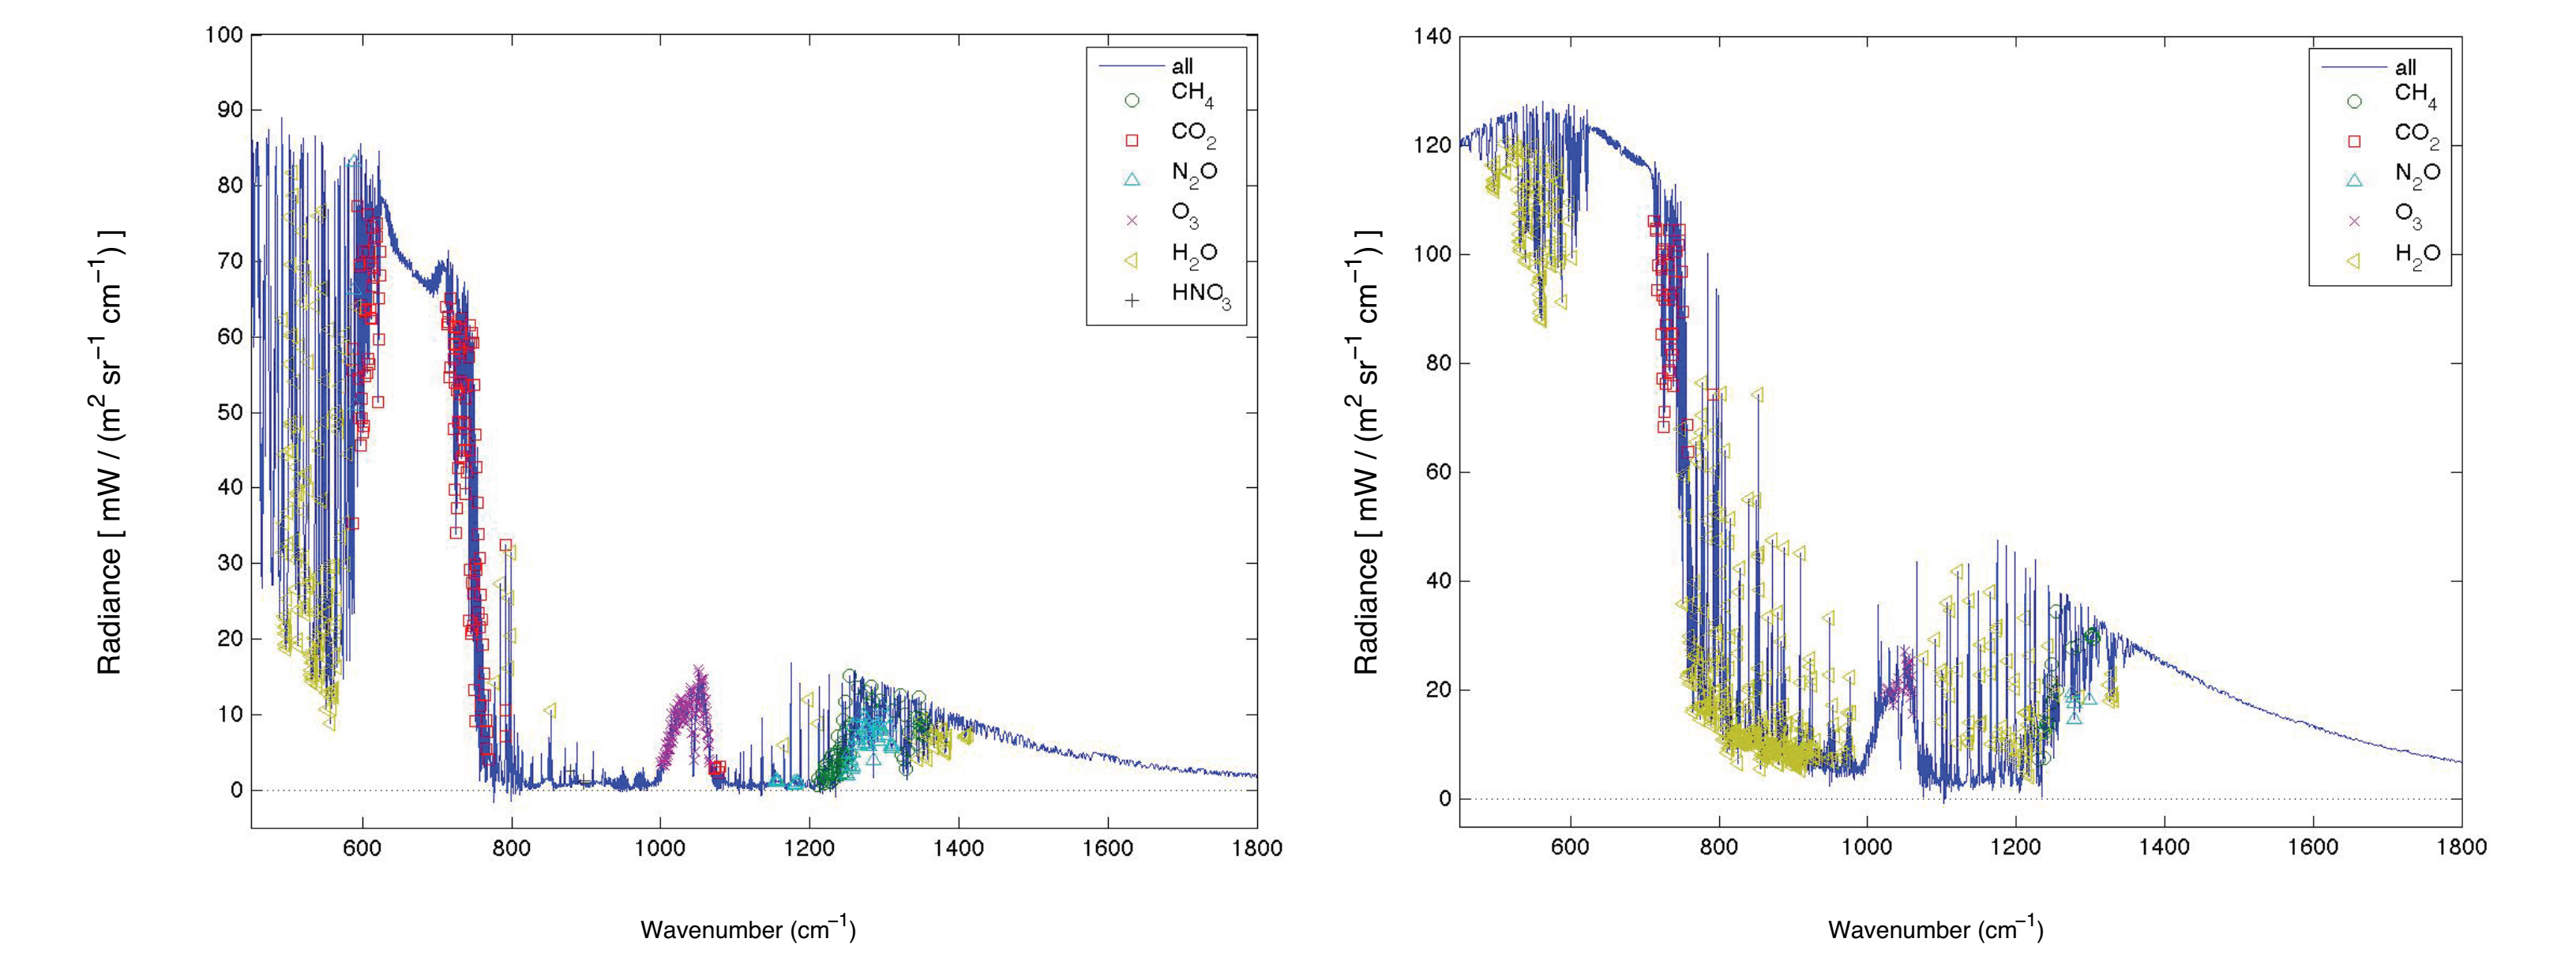 100
90
80
70
60
50
40
30
20
10
0
Radiance [ mW / (m² sr⁻¹ cm⁻¹) ]
600 800 1000 1200 1400 1600 1800
Wavenumber (cm⁻¹)
all
CH₄
CO₂
N₂O
O₃
H₂O
HNO₃
140
120
100
80
60
40
20
0
Radiance [ mW / (m² sr⁻¹ cm⁻¹) ]
600 800 1000 1200 1400 1600 1800
Wavenumber (cm⁻¹)
all
CH₄
CO₂
N₂O
O₃
H₂O